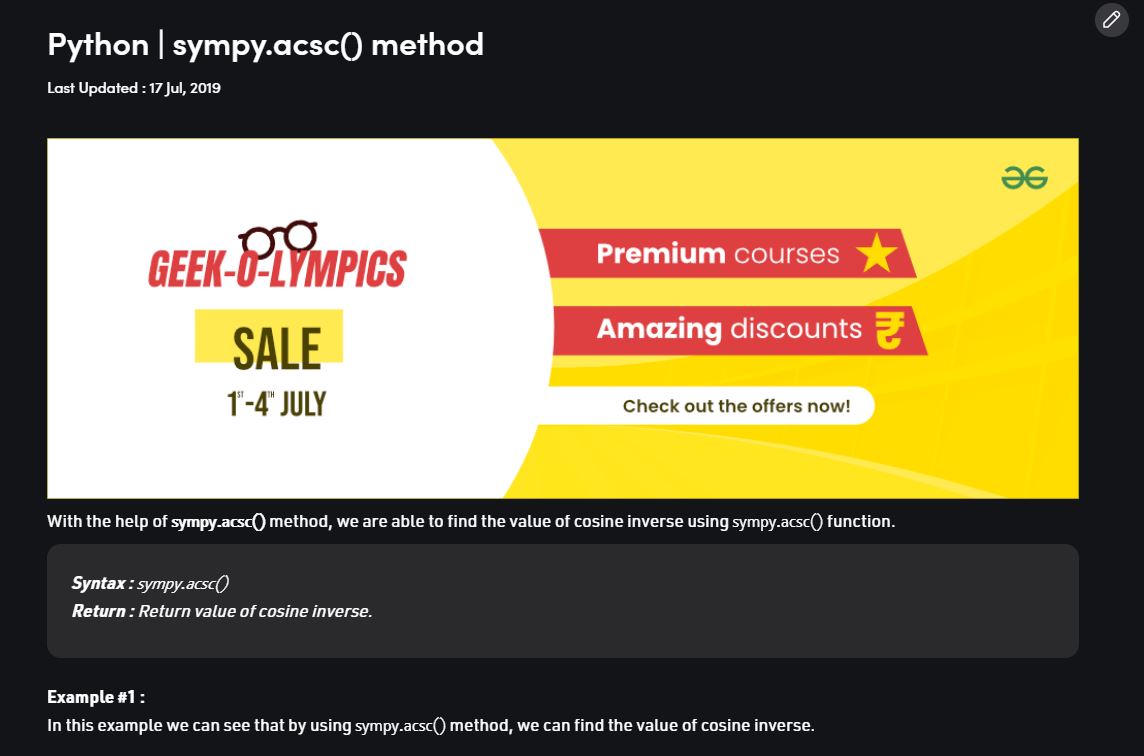 Python | sympy.acsc() method
Last Updated : 17 Jul, 2019
GEEK-O-LYMPICS
SALE
1ST-4TH JULY
Premium courses
Amazing discounts ₹
Check out the offers now!
With the help of sympy.acsc() method, we are able to find the value of cosine inverse using sympy.acsc() function.
Syntax : sympy.acsc()
Return : Return value of cosine inverse.
Example #1 :
In this example we can see that by using sympy.acsc() method, we can find the value of cosine inverse.